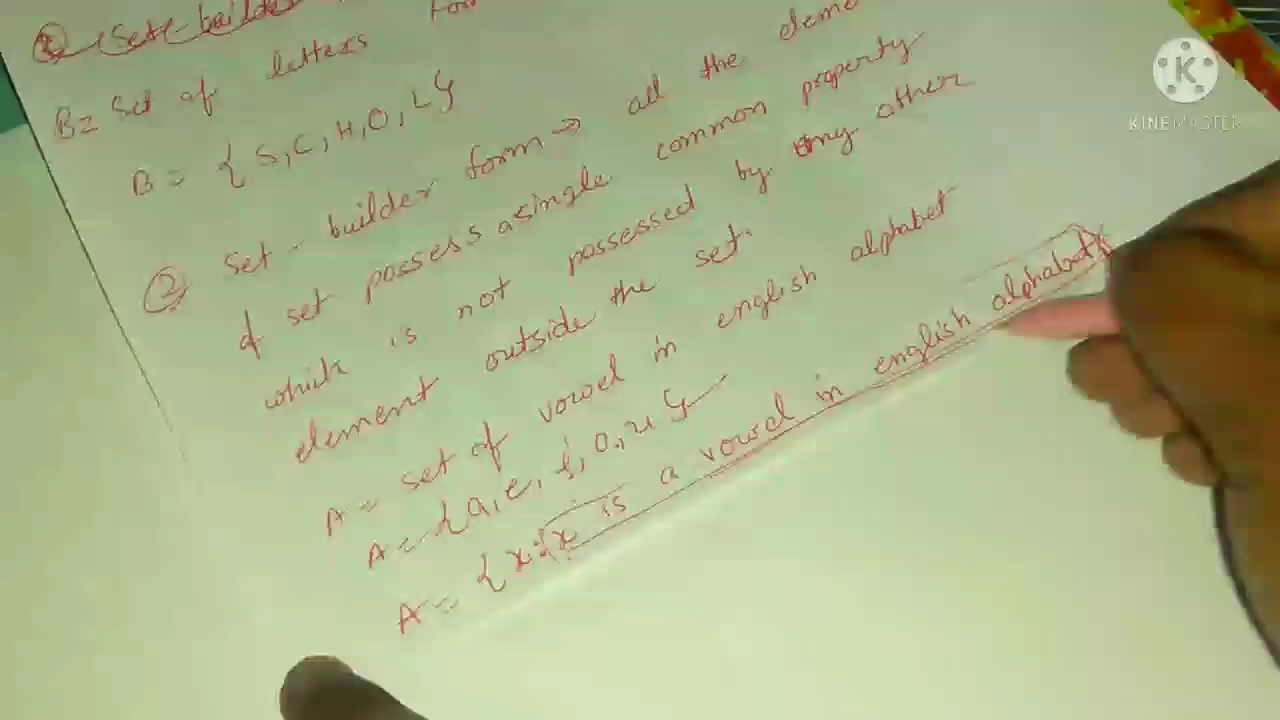 ② Set-builder
B = Set of letters
B = { S, C, H, O, L }
② Set-builder form → all the
of set possess a single common property
which is not possessed by any other
element outside the set.
A = set of vowel in english alphabet
A = { a, e, i, o, u }
A = { x : x is a vowel in english alphabet }
K
KINEMASTER